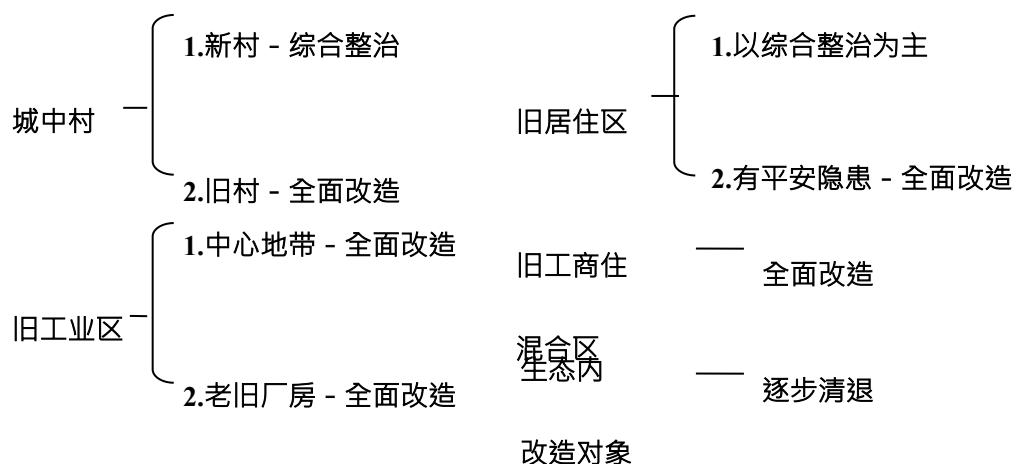 城中村
1.新村－综合整治
2.旧村－全面改造
旧工业区
1.中心地带－全面改造
2.老旧厂房－全面改造
旧居住区
1.以综合整治为主
2.有平安隐患－全面改造
旧工商住
混合区
全面改造
生态内
改造对象
逐步清退